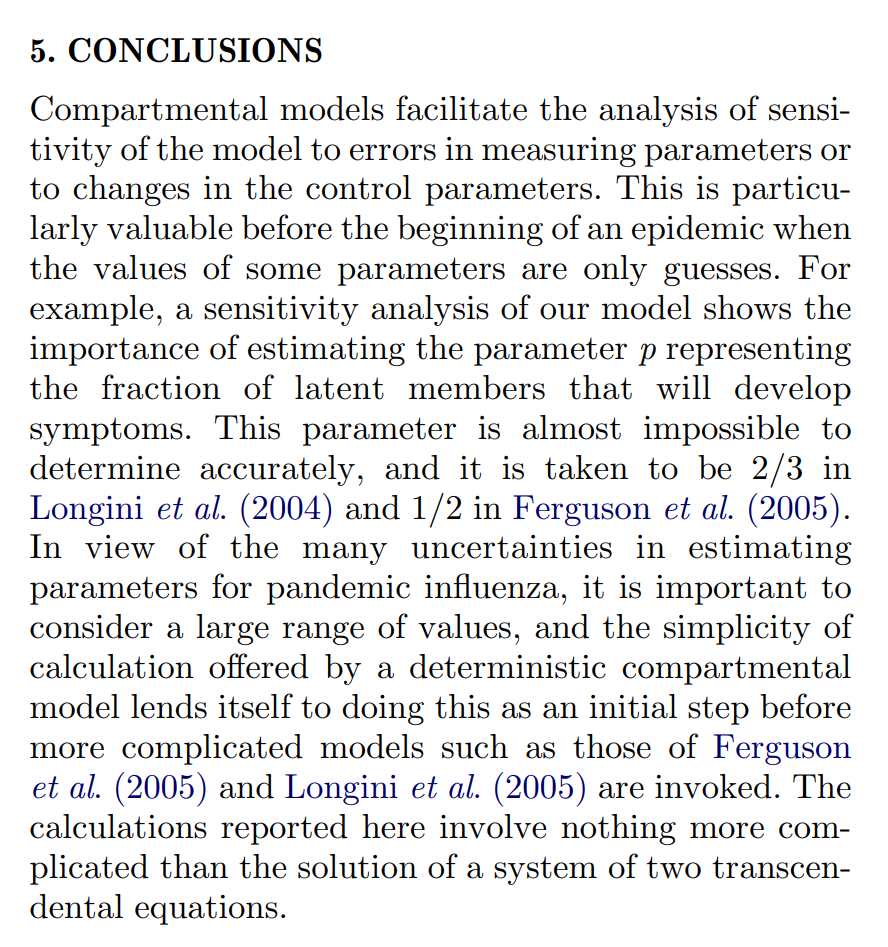 5. CONCLUSIONS
Compartmental models facilitate the analysis of sensi-
tivity of the model to errors in measuring parameters or
to changes in the control parameters. This is particu-
larly valuable before the beginning of an epidemic when
the values of some parameters are only guesses. For
example, a sensitivity analysis of our model shows the
importance of estimating the parameter p representing
the fraction of latent members that will develop
symptoms. This parameter is almost impossible to
determine accurately, and it is taken to be 2/3 in
Longini et al. (2004) and 1/2 in Ferguson et al. (2005).
In view of the many uncertainties in estimating
parameters for pandemic influenza, it is important to
consider a large range of values, and the simplicity of
calculation offered by a deterministic compartmental
model lends itself to doing this as an initial step before
more complicated models such as those of Ferguson
et al. (2005) and Longini et al. (2005) are invoked. The
calculations reported here involve nothing more com-
plicated than the solution of a system of two transcen-
dental equations.